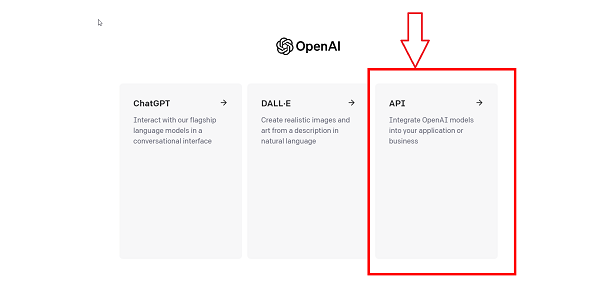 OpenAI
ChatGPT →
Interact with our flagship
language models in a
conversational interface
DALL·E →
Create realistic images and
art from a description in
natural language
API →
Integrate OpenAI models
into your application or
business